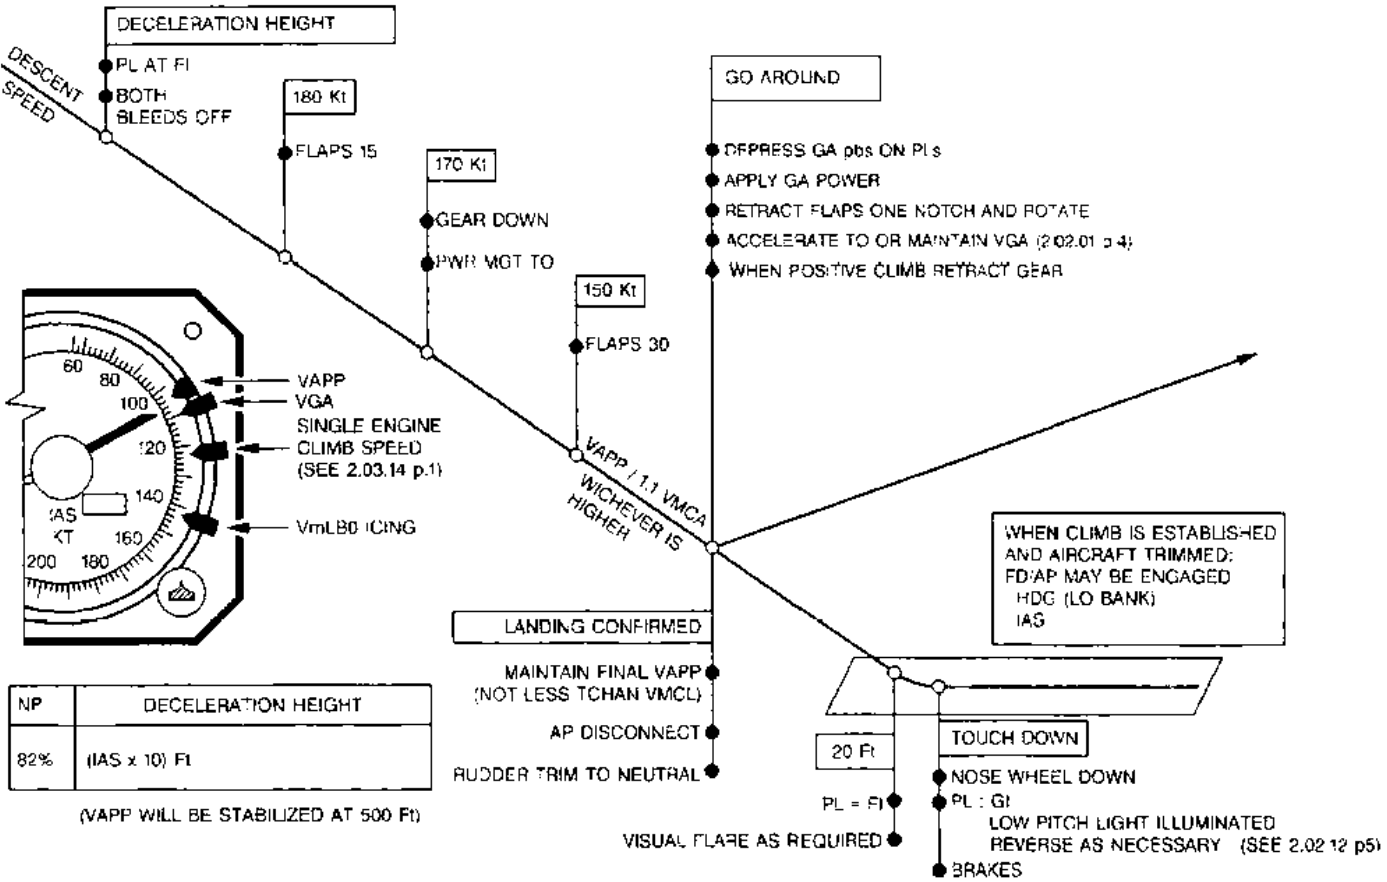 DECELERATION HEIGHT
DESCENT
SPEED
PL AT FI
BOTH
BLEEDS OFF
180 Kt
FLAPS 15
170 Kt
GEAR DOWN
PWR MGT TO
150 Kt
FLAPS 30
GO AROUND
DEPRESS GA pbs ON PLs
APPLY GA POWER
RETRACT FLAPS ONE NOTCH AND ROTATE
ACCELERATE TO OR MAINTAIN VGA (2.02.01 p 4)
WHEN POSITIVE CLIMB RETRACT GEAR
60
80
100
120
140
160
180
200
IAS
KT
VAPP
VGA
SINGLE ENGINE
CLIMB SPEED
(SEE 2.03.14 p.1)
VmLB0 ICING
VAPP / 1.1 VMCA
WICHEVER IS
HIGHER
WHEN CLIMB IS ESTABLISHED
AND AIRCRAFT TRIMMED:
FD/AP MAY BE ENGAGED
HDG (LO BANK)
IAS
LANDING CONFIRMED
MAINTAIN FINAL VAPP
(NOT LESS TCHAN VMCL)
AP DISCONNECT
RUDDER TRIM TO NEUTRAL
NP DECELERATION HEIGHT
82% (IAS x 10) Ft
(VAPP WILL BE STABILIZED AT 500 Ft)
20 Ft
PL = FI
VISUAL FLARE AS REQUIRED
TOUCH DOWN
NOSE WHEEL DOWN
PL : GI
LOW PITCH LIGHT ILLUMINATED
REVERSE AS NECESSARY (SEE 2.02 12 p5)
BRAKES